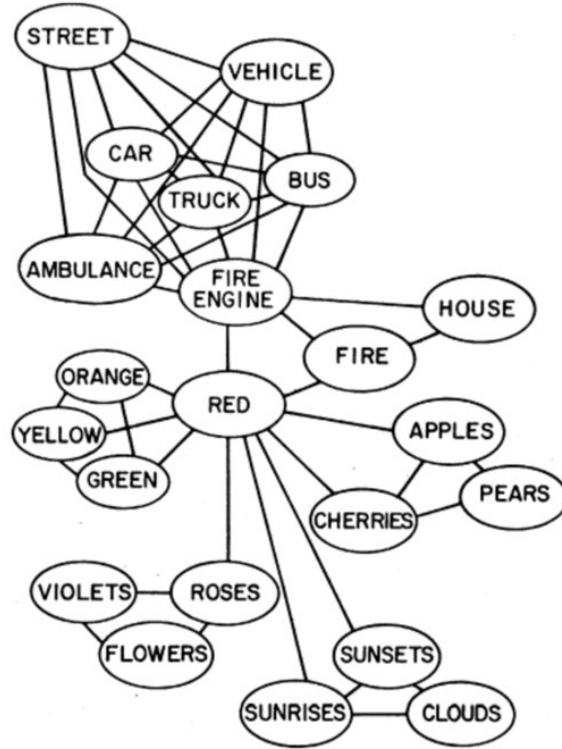 STREET
VEHICLE
CAR
BUS
TRUCK
AMBULANCE
FIRE
ENGINE
HOUSE
FIRE
ORANGE
RED
YELLOW
APPLES
GREEN
PEARS
CHERRIES
VIOLETS
ROSES
FLOWERS
SUNSETS
SUNRISES
CLOUDS